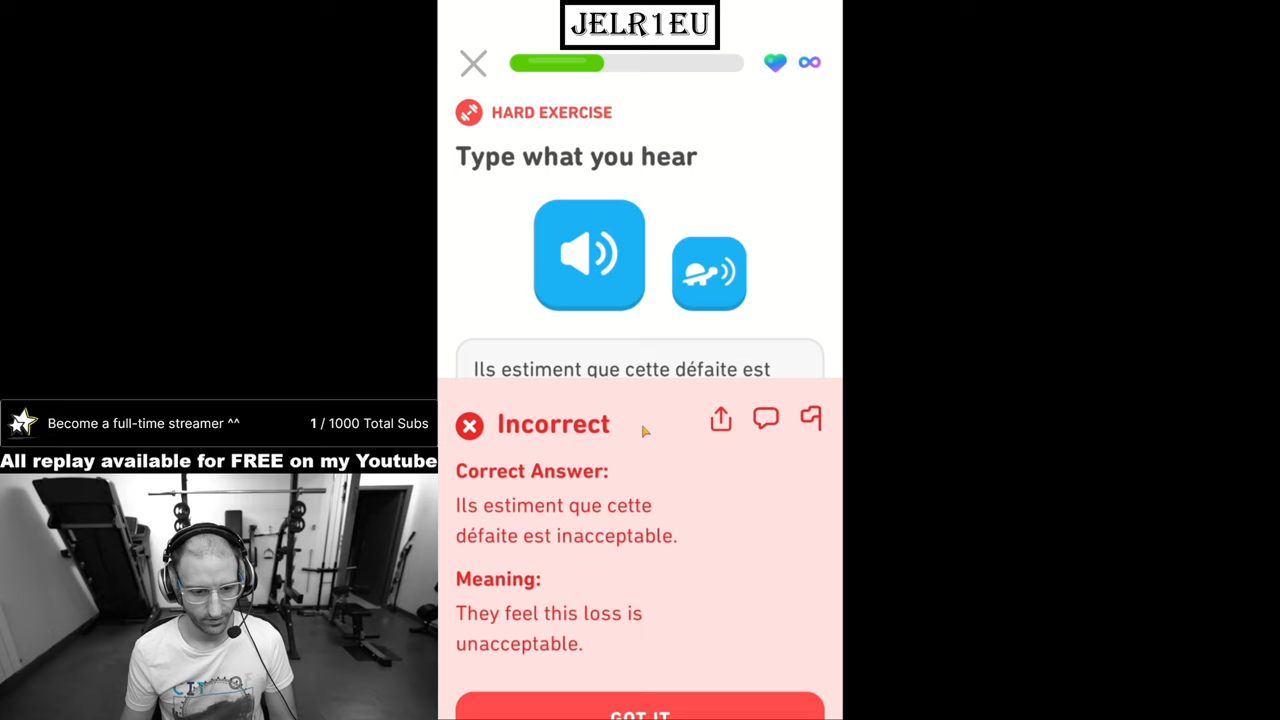 JELR1EU
HARD EXERCISE
Type what you hear
Ils estiment que cette défaite est
Become a full-time streamer ^^ 1 / 1000 Total Subs
Incorrect
All replay available for FREE on my Youtube
Correct Answer:
Ils estiment que cette
défaite est inacceptable.
Meaning:
They feel this loss is
unacceptable.
GOT IT